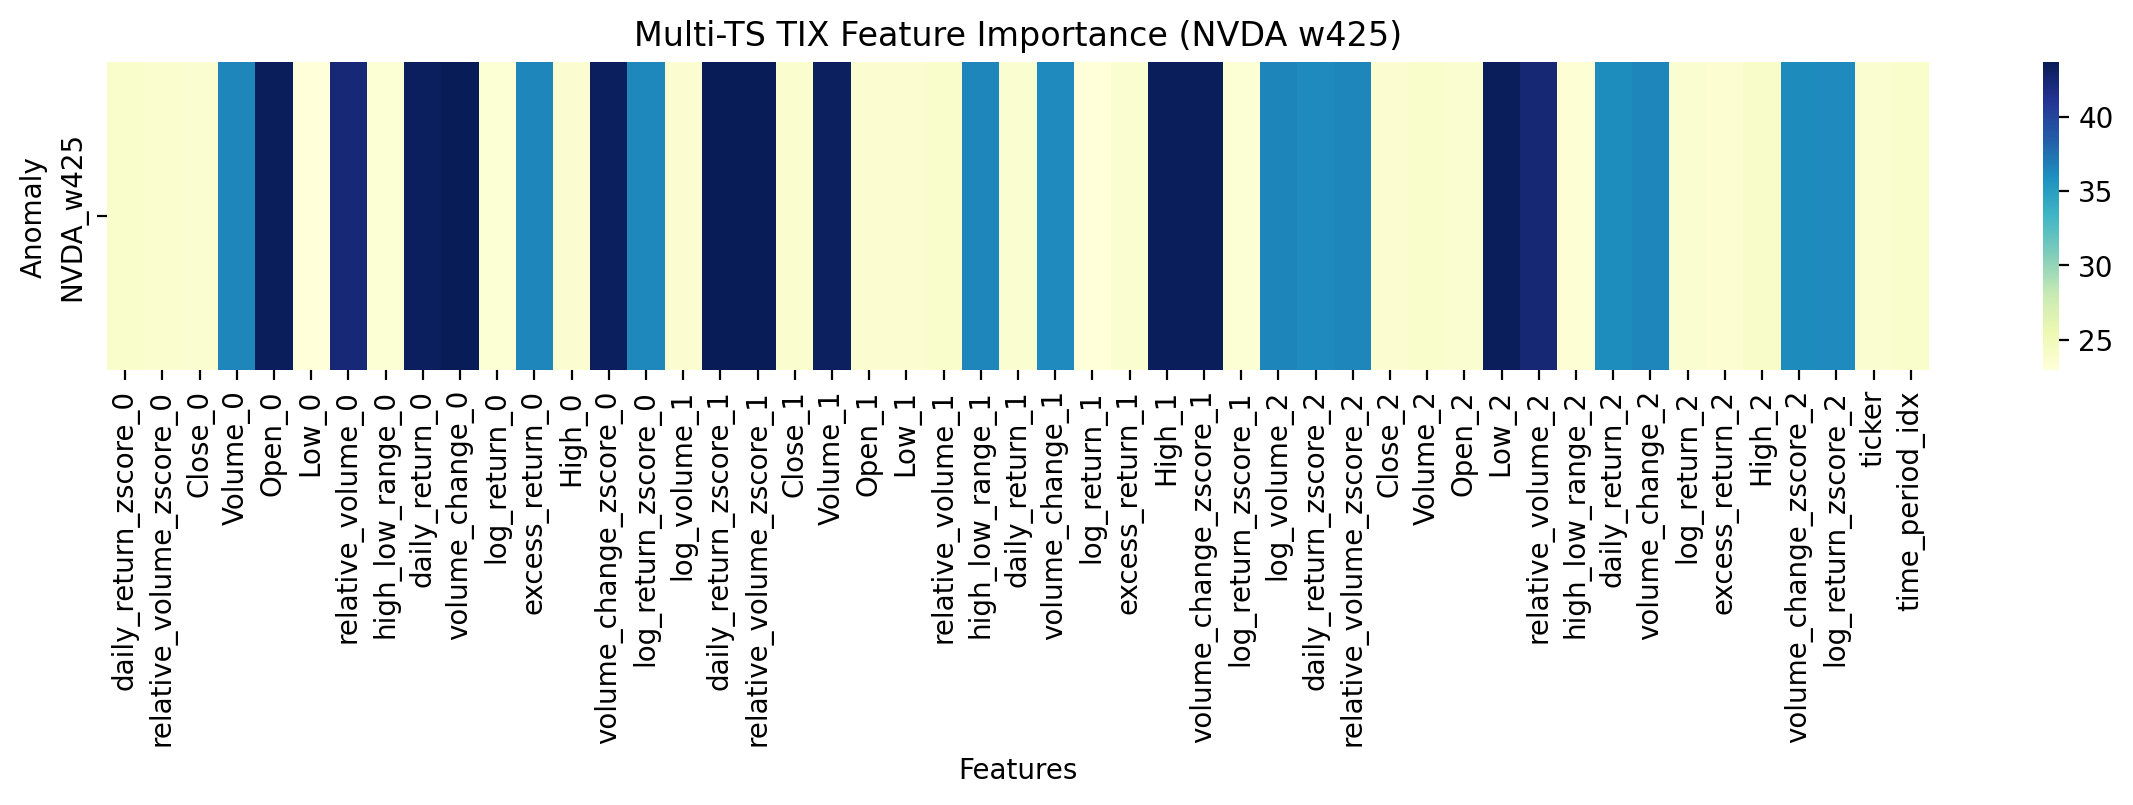 Multi-TS TIX Feature Importance (NVDA w425)
Anomaly
NVDA_w425
40
35
30
25
daily_return_zscore_0
relative_volume_zscore_0
Close_0
Volume_0
Open_0
Low_0
relative_volume_0
high_low_range_0
daily_return_0
volume_change_0
log_return_0
excess_return_0
High_0
volume_change_zscore_0
log_return_zscore_0
log_volume_1
daily_return_zscore_1
relative_volume_zscore_1
Close_1
Volume_1
Open_1
Low_1
relative_volume_1
high_low_range_1
daily_return_1
volume_change_1
log_return_1
excess_return_1
High_1
volume_change_zscore_1
log_return_zscore_1
log_volume_2
daily_return_zscore_2
relative_volume_zscore_2
Close_2
Volume_2
Open_2
Low_2
relative_volume_2
high_low_range_2
daily_return_2
volume_change_2
log_return_2
excess_return_2
High_2
volume_change_zscore_2
log_return_zscore_2
ticker
time_period_idx
Features